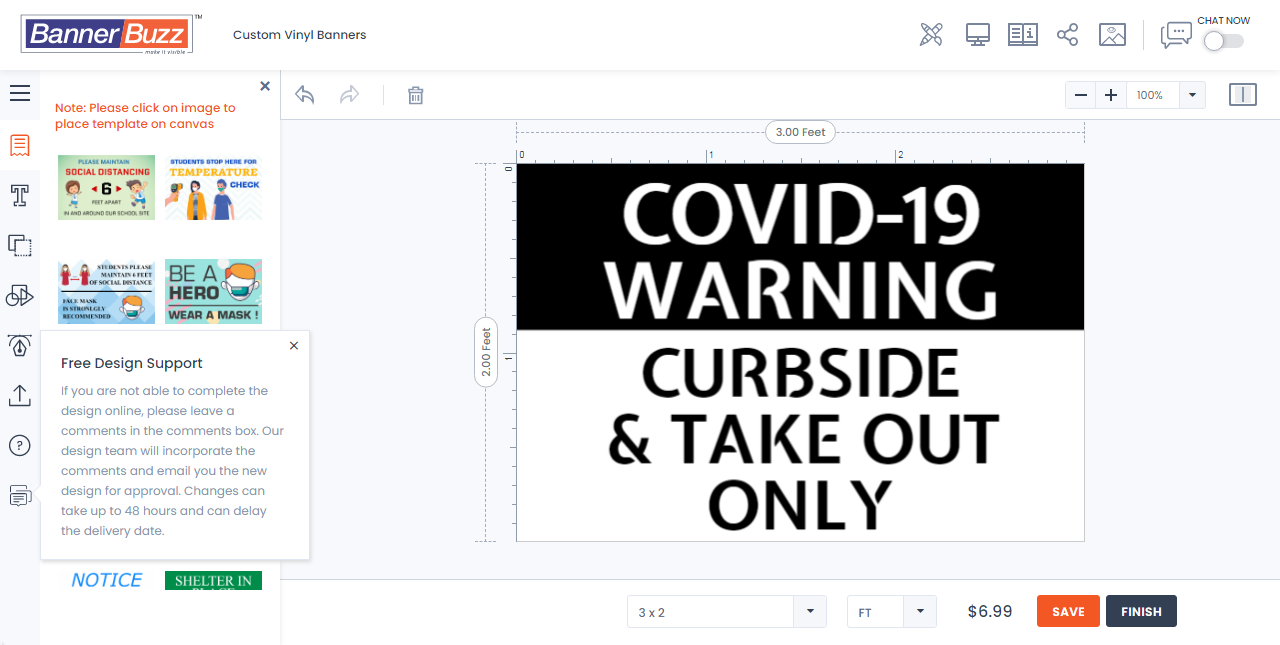 BannerBuzz
TM
make it visible
Custom Vinyl Banners
CHAT NOW
Note: Please click on image to
place template on canvas
PLEASE MAINTAIN
SOCIAL DISTANCING
6
FEET APART
IN AND AROUND OUR SCHOOL SITE
STUDENTS STOP HERE FOR
TEMPERATURE
CHECK
STUDENTS PLEASE
MAINTAIN 6 FEET
OF SOCIAL DISTANCE
FACE MASK
IS STRONLGLY
RECOMMENDED
BE A
HERO
WEAR A MASK !
Free Design Support
If you are not able to complete the
design online, please leave a
comments in the comments box. Our
design team will incorporate the
comments and email you the new
design for approval. Changes can
take up to 48 hours and can delay
the delivery date.
NOTICE
SHELTER IN
PLACE
100%
3.00 Feet
0
1
2
0
1
2.00 Feet
COVID-19
WARNING
CURBSIDE
& TAKE OUT
ONLY
3 x 2
FT
$6.99
SAVE
FINISH